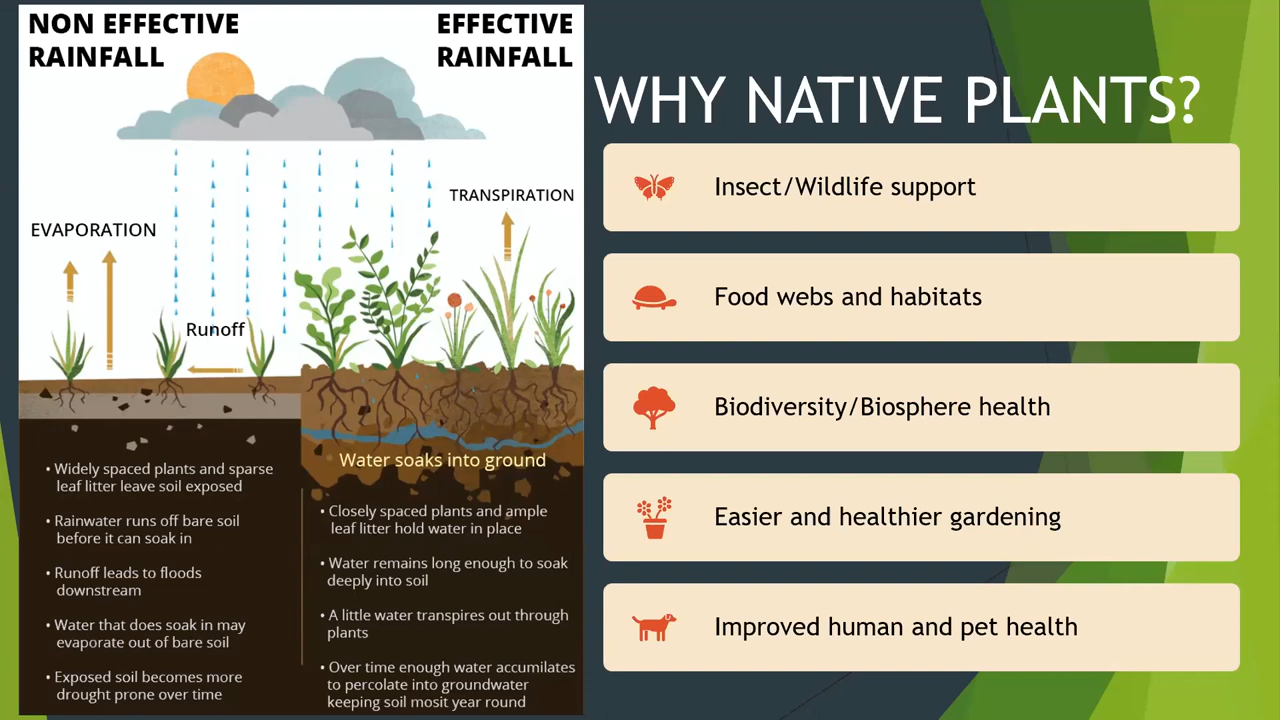 NON EFFECTIVE
RAINFALL
EFFECTIVE
RAINFALL
EVAPORATION
Runoff
TRANSPIRATION
• Widely spaced plants and sparse
leaf litter leave soil exposed
• Rainwater runs off bare soil
before it can soak in
• Runoff leads to floods
downstream
• Water that does soak in may
evaporate out of bare soil
• Exposed soil becomes more
drought prone over time
Water soaks into ground
• Closely spaced plants and ample
leaf litter hold water in place
• Water remains long enough to soak
deeply into soil
• A little water transpires out through
plants
• Over time enough water accumilates
to percolate into groundwater
keeping soil mosit year round
WHY NATIVE PLANTS?
Insect/Wildlife support
Food webs and habitats
Biodiversity/Biosphere health
Easier and healthier gardening
Improved human and pet health